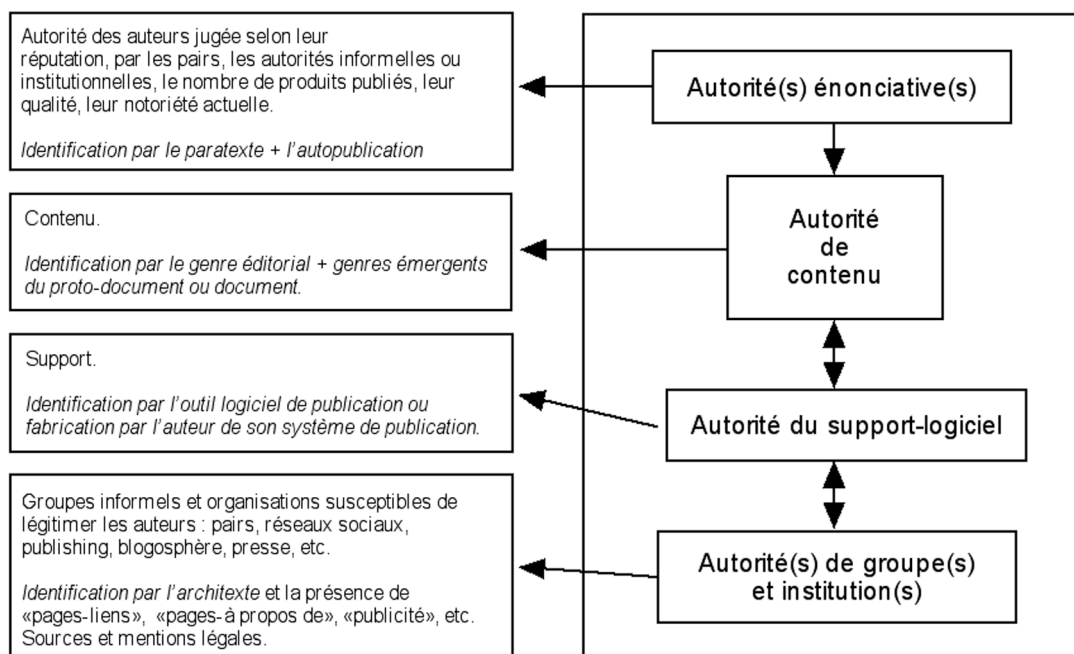 Autorité des auteurs jugée selon leur
réputation, par les pairs, les autorités informelles ou
institutionnelles, le nombre de produits publiés, leur
qualité, leur notoriété actuelle.
Identification par le paratexte + l'autopublication
Autorité(s) énonciative(s)
Contenu.
Identification par le genre éditorial + genres émergents
du proto-document ou document.
Autorité
de
contenu
Support.
Identification par l'outil logiciel de publication ou
fabrication par l'auteur de son système de publication.
Autorité du support-logiciel
Groupes informels et organisations susceptibles de
légitimer les auteurs : pairs, réseaux sociaux,
publishing, blogosphère, presse, etc.
Identification par l'architexte et la présence de
«pages-liens», «pages-à propos de», «publicité», etc.
Sources et mentions légales.
Autorité(s) de groupe(s)
et institution(s)